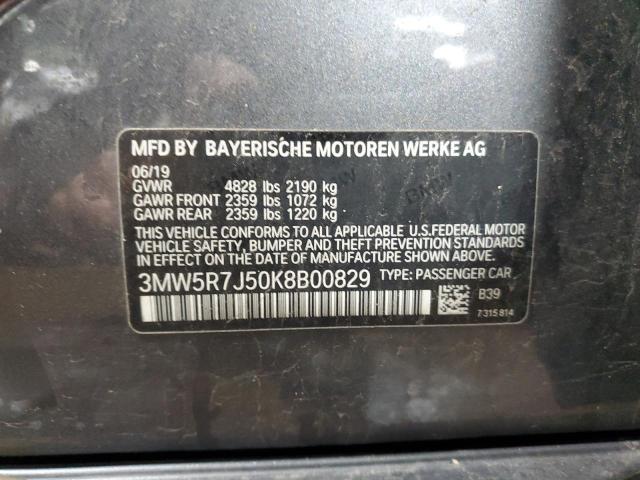 MFD BY BAYERISCHE MOTOREN WERKE AG
06/19
GVWR 4828 lbs 2190 kg
GAWR FRONT 2359 lbs 1072 kg
GAWR REAR 2359 lbs 1220 kg
THIS VEHICLE CONFORMS TO ALL APPLICABLE U.S.FEDERAL MOTOR
VEHICLE SAFETY, BUMPER AND THEFT PREVENTION STANDARDS
IN EFFECT ON THE DATE OF MANUFACTURE SHOWN ABOVE.
3MW5R7J50K8B00829 TYPE: PASSENGER CAR
B39
7315814